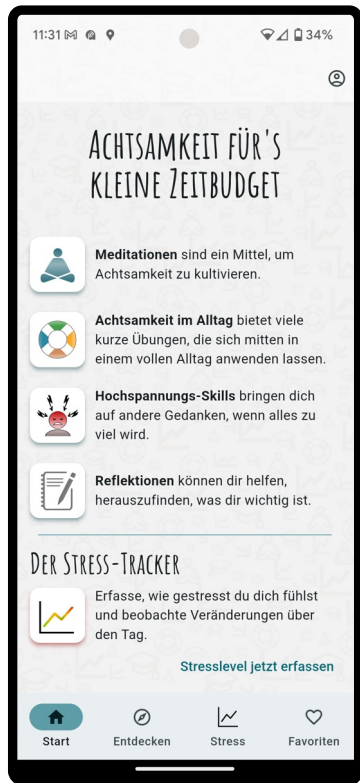 11:31
34%
ACHTSAMKEIT FÜR'S
KLEINE ZEITBUDGET
Meditationen sind ein Mittel, um
Achtsamkeit zu kultivieren.
Achtsamkeit im Alltag bietet viele
kurze Übungen, die sich mitten in
einem vollen Alltag anwenden lassen.
Hochspannungs-Skills bringen dich
auf andere Gedanken, wenn alles zu
viel wird.
Reflektionen können dir helfen,
herauszufinden, was dir wichtig ist.
DER STRESS-TRACKER
Erfasse, wie gestresst du dich fühlst
und beobachte Veränderungen über
den Tag.
Stresslevel jetzt erfassen
Start
Entdecken
Stress
Favoriten